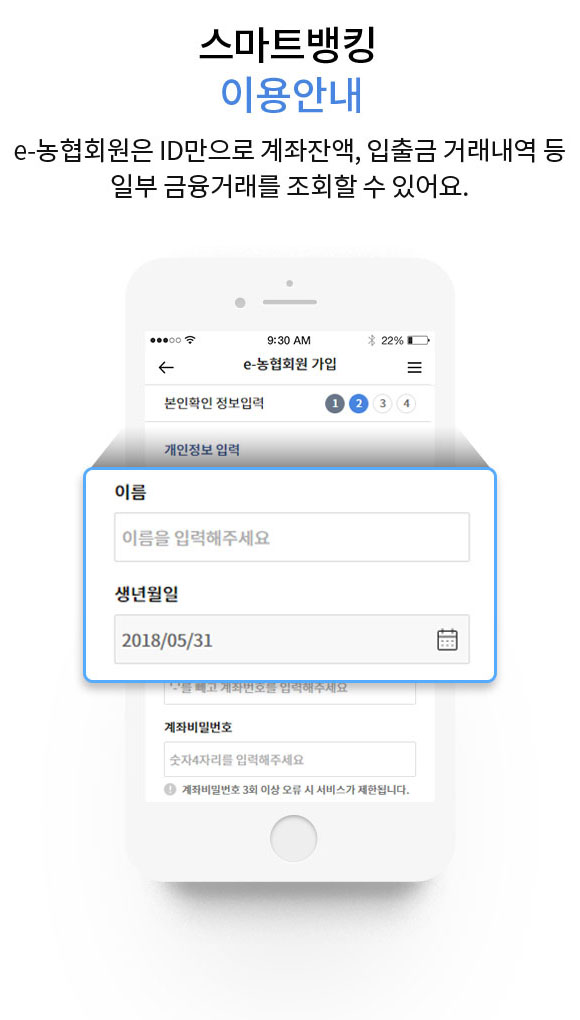 스마트뱅킹
이용안내
e-농협회원은 ID만으로 계좌잔액, 입출금 거래내역 등
일부 금융거래를 조회할 수 있어요.
9:30 AM
22%
e-농협회원 가입
본인확인 정보입력 1 2 3 4
개인정보 입력
이름
이름을 입력해주세요
생년월일
2018/05/31
'-'를 빼고 계좌번호를 입력해주세요
계좌비밀번호
숫자4자리를 입력해주세요
! 계좌비밀번호 3회 이상 오류 시 서비스가 제한됩니다.